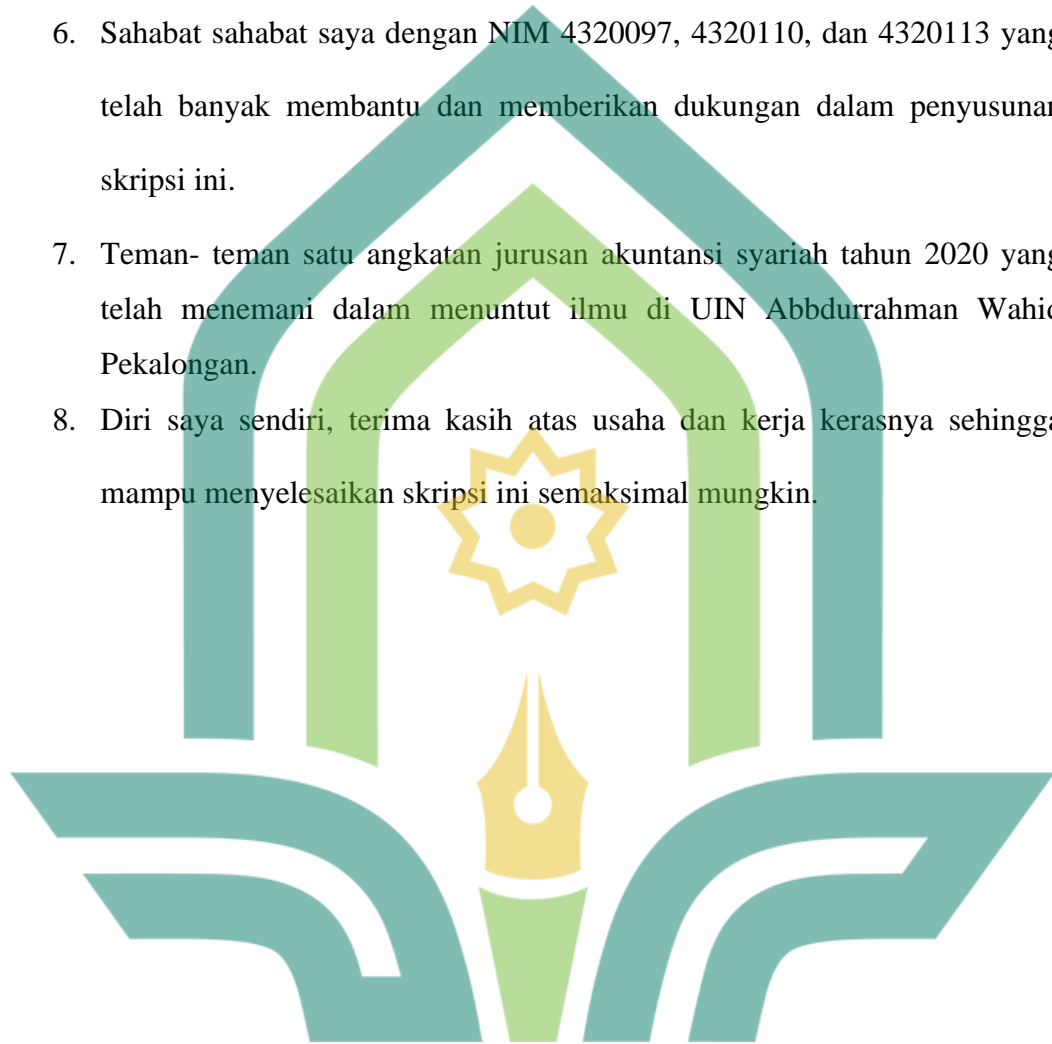 6. Sahabat sahabat saya dengan NIM 4320097, 4320110, dan 4320113 yang
telah banyak membantu dan memberikan dukungan dalam penyusunan
skripsi ini.
7. Teman- teman satu angkatan jurusan akuntansi syariah tahun 2020 yang
telah menemani dalam menuntut ilmu di UIN Abbdurrahman Wahid
Pekalongan.
8. Diri saya sendiri, terima kasih atas usaha dan kerja kerasnya sehingga
mampu menyelesaikan skripsi ini semaksimal mungkin.